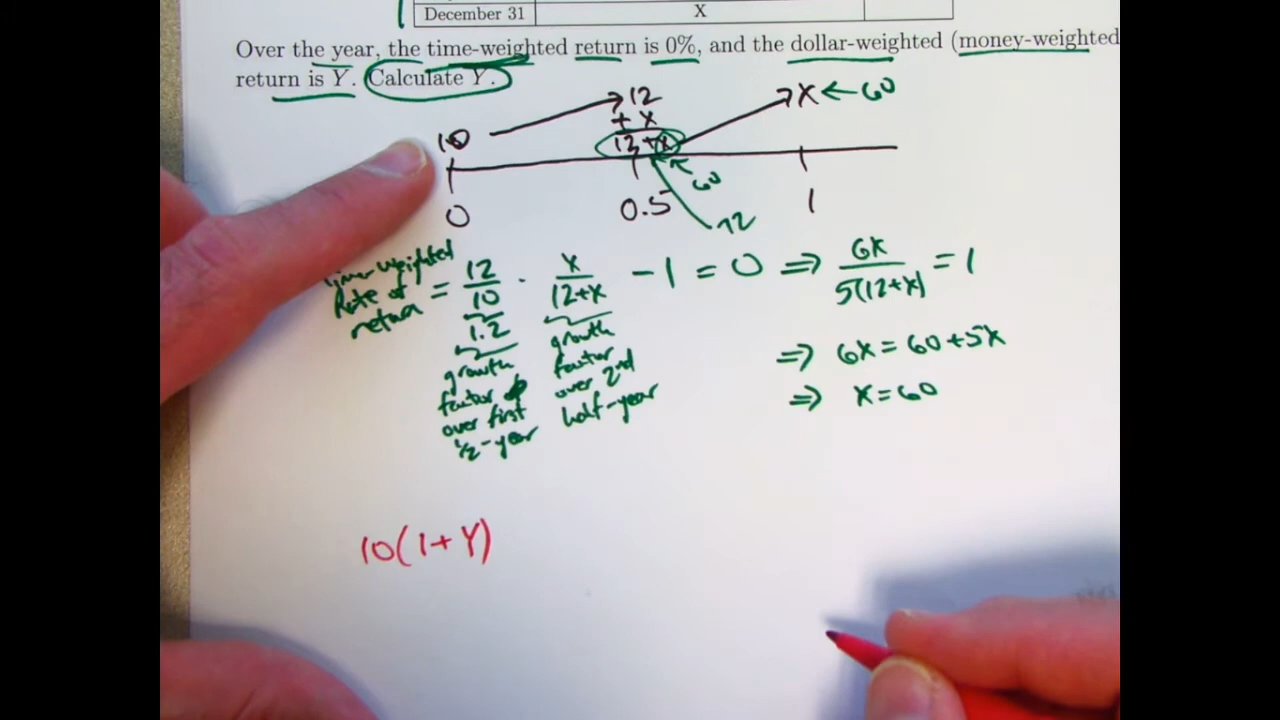 December 31 X
Over the year, the time-weighted return is 0%, and the dollar-weighted (money-weighted
return is Y. Calculate Y.
10 12 + X 12+X X ← 60
60
72
0 0.5 1
time-weighted Rate of return = 12/10 · X/12+X - 1 = 0 ⇒ 6X/5(12+X) = 1
1.2
growth factor over first 1/2-year
growth factor over 2nd half-year
⇒ 6X = 60 + 5X
⇒ X = 60
10(1+Y)